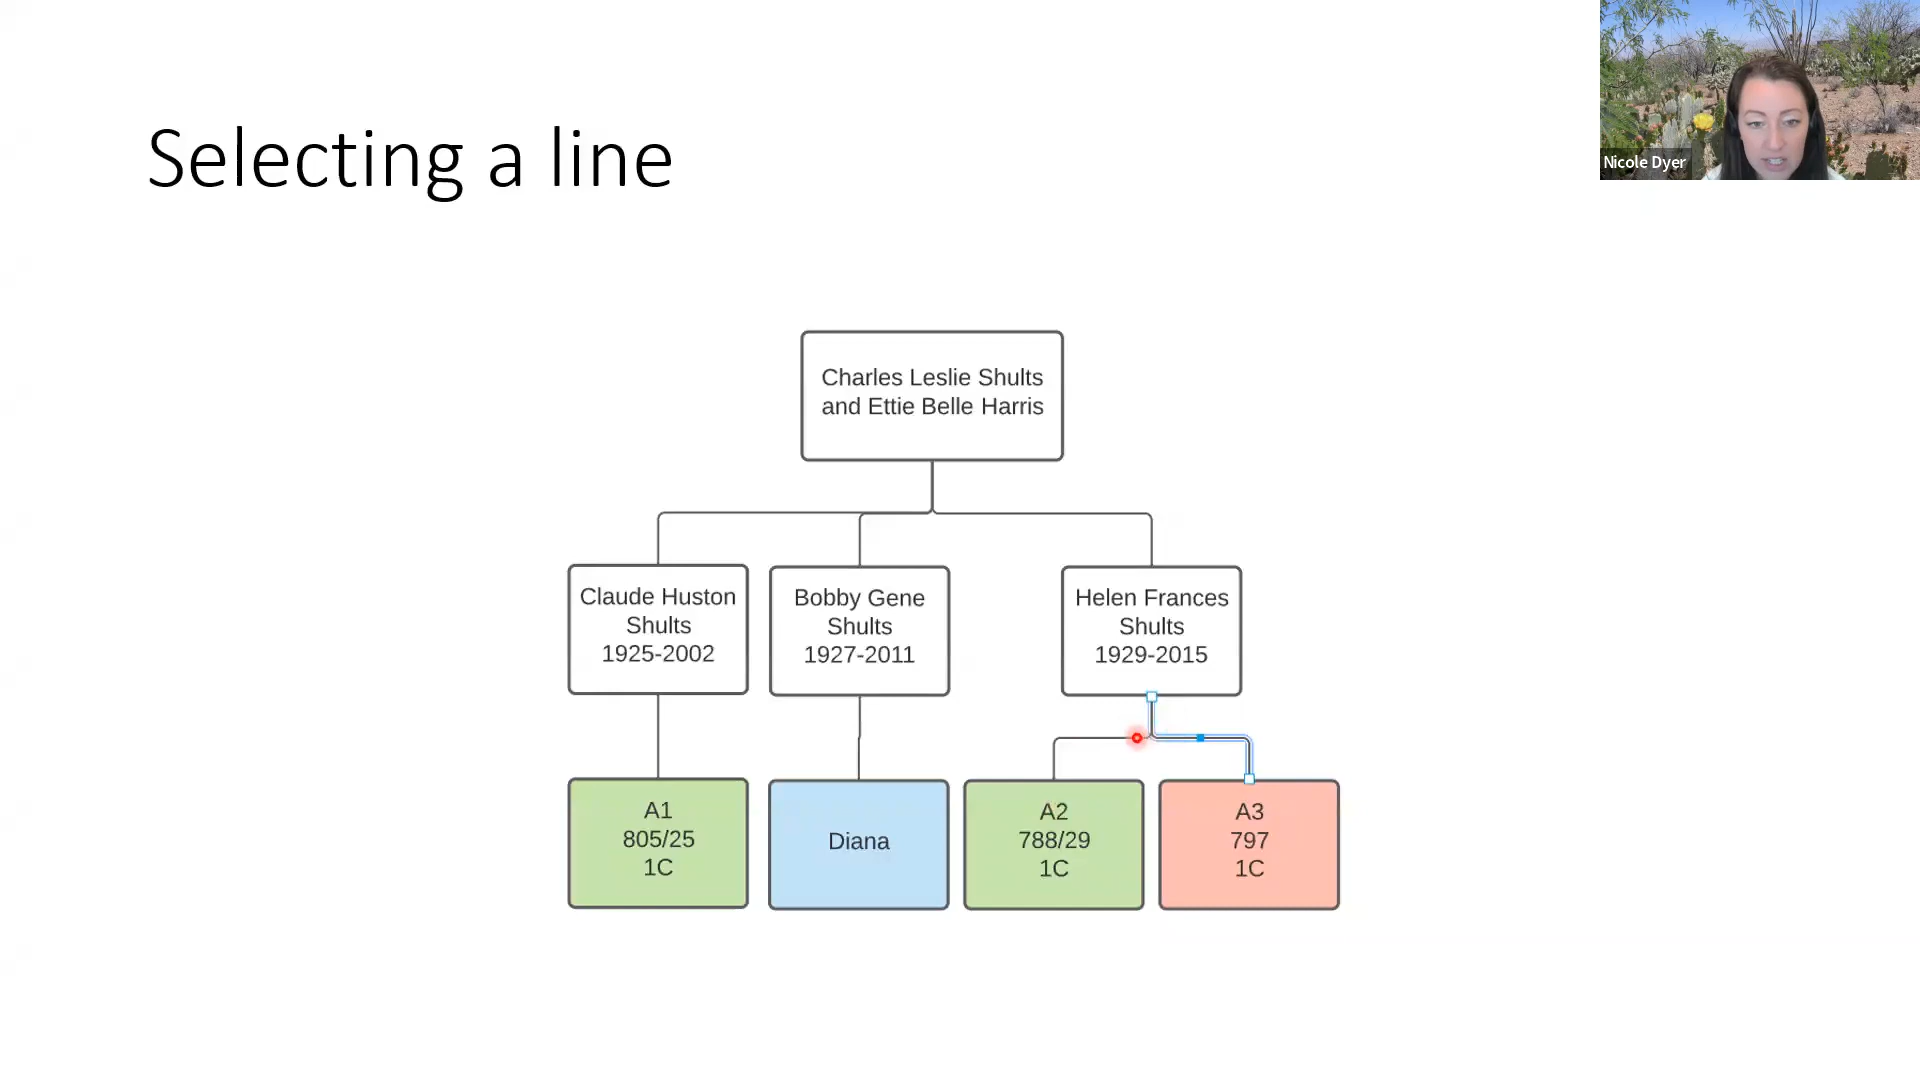 Selecting a line
Nicole Dyer
Charles Leslie Shults
and Ettie Belle Harris
Claude Huston
Shults
1925-2002
Bobby Gene
Shults
1927-2011
Helen Frances
Shults
1929-2015
A1
805/25
1C
Diana
A2
788/29
1C
A3
797
1C